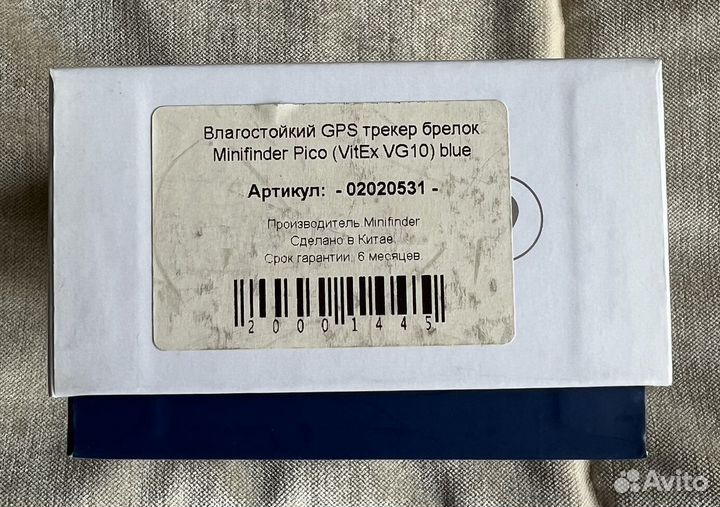 Влагостойкий GPS трекер брелок
Minifinder Pico (VitEx VG10) blue
Артикул: - 02020531 -
Производитель Minifinder
Сделано в Китае.
Срок гарантии, 6 месяцев.
20001445
Avito